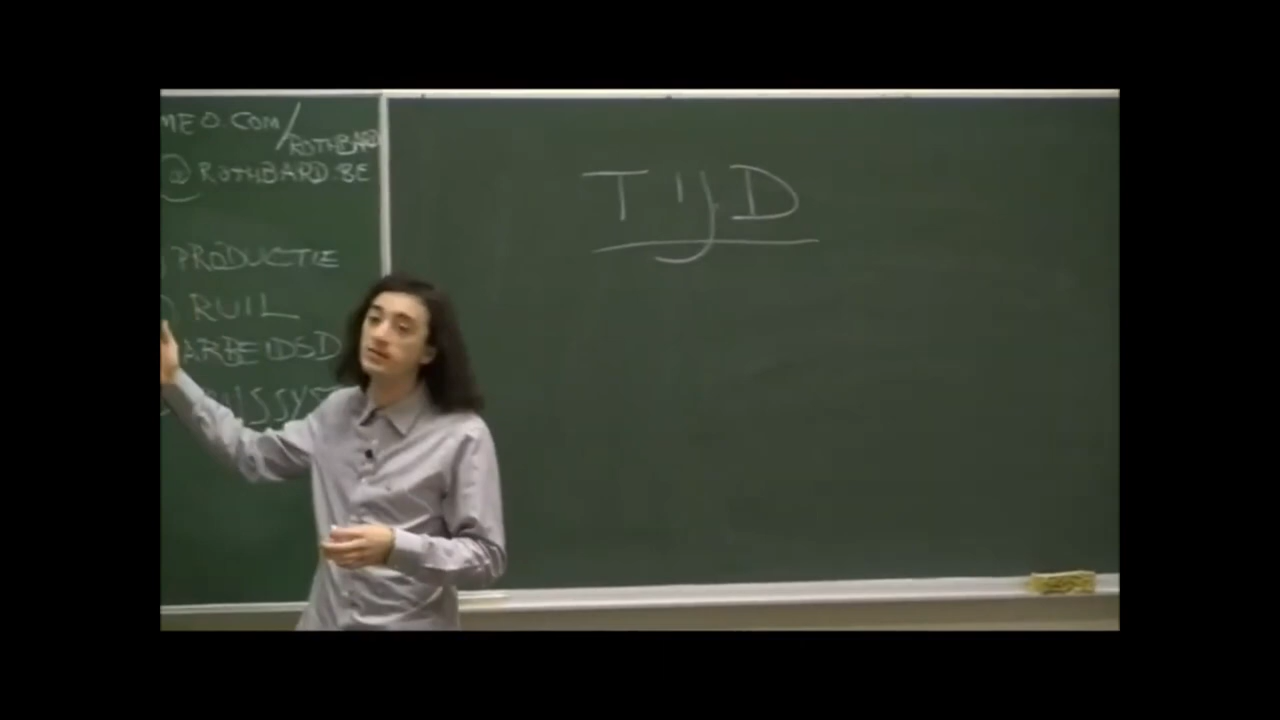 MEO.COM/ROTHBARD
@ROTHBARD.BE
PRODUCTIE
RUIL
ARBEIDSD
TIJD